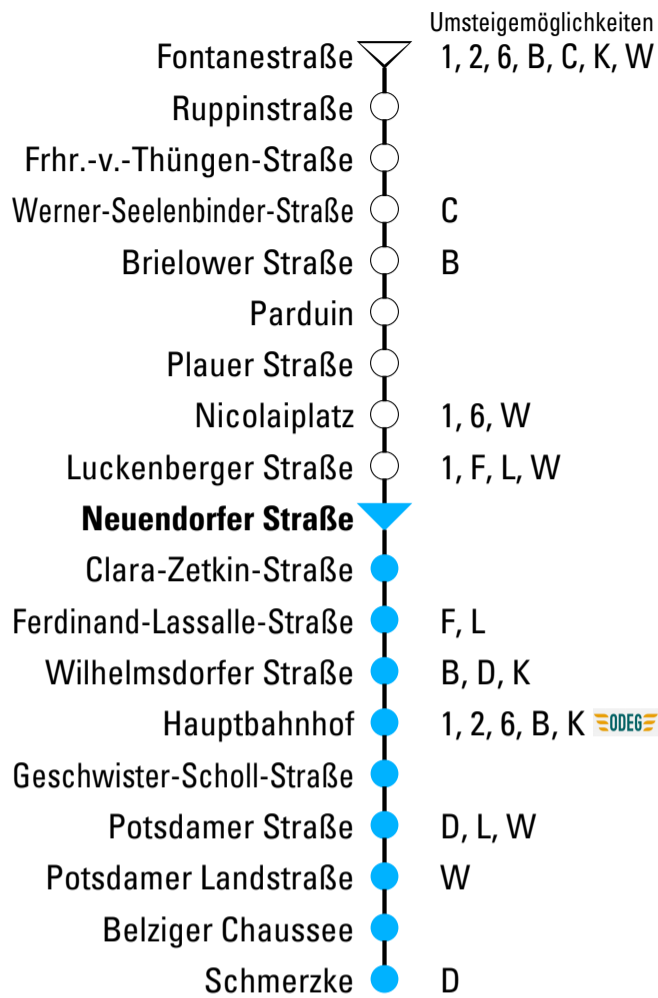 Umsteigemöglichkeiten
Fontanestraße 1, 2, 6, B, C, K, W
Ruppinstraße
Frhr.-v.-Thüngen-Straße
Werner-Seelenbinder-Straße C
Brielower Straße B
Parduin
Plauer Straße
Nicolaiplatz 1, 6, W
Luckenberger Straße 1, F, L, W
Neuendorfer Straße
Clara-Zetkin-Straße
Ferdinand-Lassalle-Straße F, L
Wilhelmsdorfer Straße B, D, K
Hauptbahnhof 1, 2, 6, B, K ODEG
Geschwister-Scholl-Straße
Potsdamer Straße D, L, W
Potsdamer Landstraße W
Belziger Chaussee
Schmerzke D